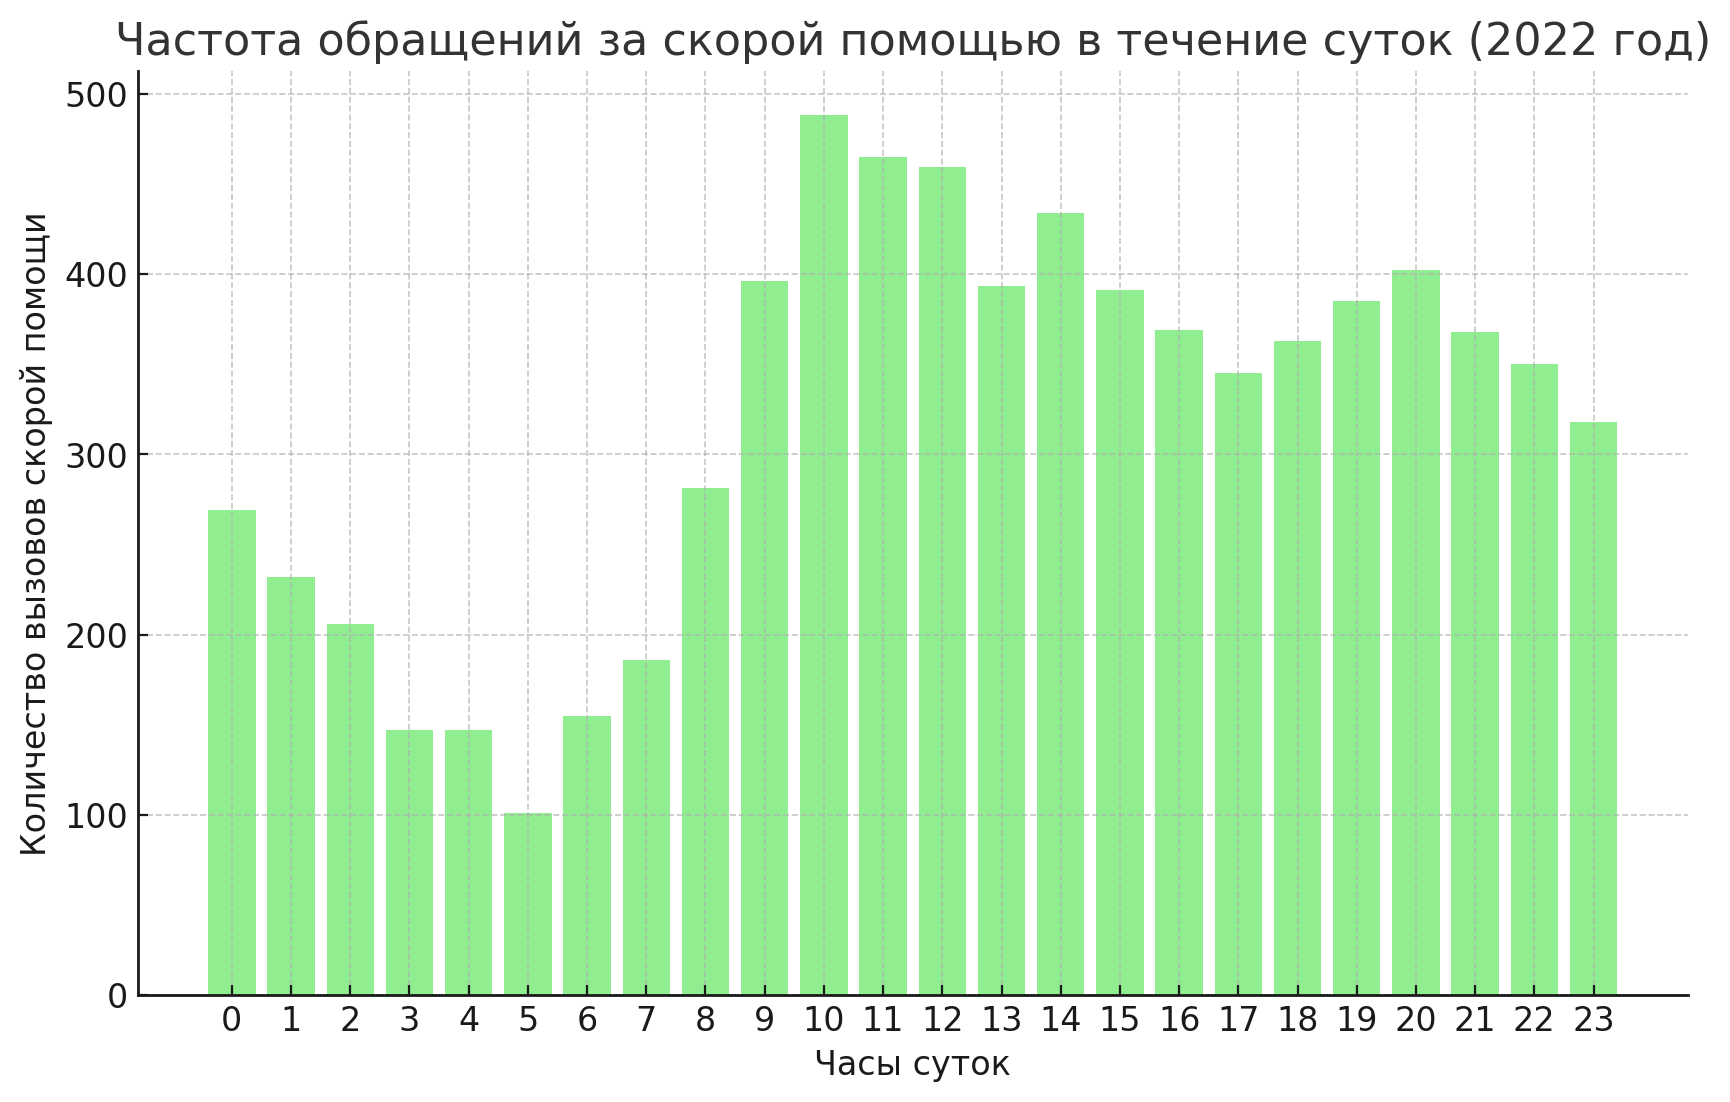 Частота обращений за скорой помощью в течение суток (2022 год)
Количество вызовов скорой помощи
500
400
300
200
100
0
0 1 2 3 4 5 6 7 8 9 10 11 12 13 14 15 16 17 18 19 20 21 22 23
Часы суток